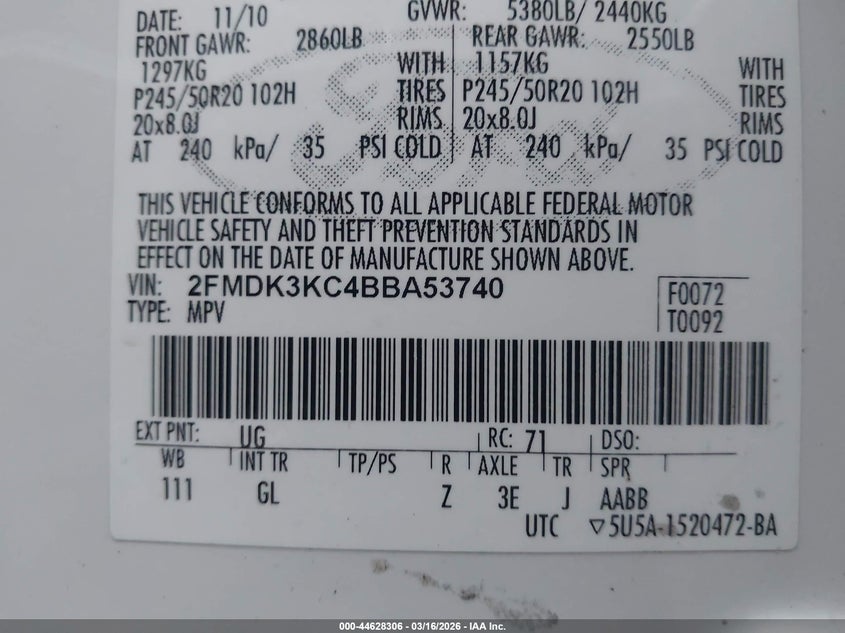 DATE: 11/10 GVWR: 5380LB/ 2440KG
FRONT GAWR: 2860LB REAR GAWR: 2550LB
1297KG WITH 1157KG WITH
P245/50R20 102H TIRES P245/50R20 102H TIRES
20x8.0J RIMS 20x8.0J RIMS
AT 240 kPa/ 35 PSI COLD AT 240 kPa/ 35 PSI COLD
Ford
THIS VEHICLE CONFORMS TO ALL APPLICABLE FEDERAL MOTOR
VEHICLE SAFETY AND THEFT PREVENTION STANDARDS IN
EFFECT ON THE DATE OF MANUFACTURE SHOWN ABOVE.
VIN: 2FMDK3KC4BBA53740 F0072
TYPE: MPV T0092
EXT PNT: UG RC: 71 DSO:
WB INT TR TP/PS R AXLE TR SPR
111 GL Z 3E J AABB
UTC ▽5U5A-1520472-BA
000-44628306 - 03/16/2026 - IAA Inc.